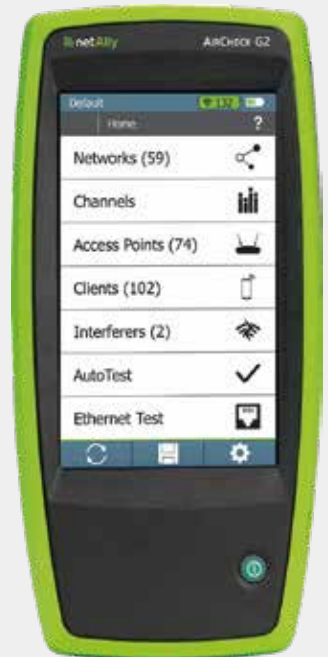 netAlly AIRCHECK G2
Default
Home ?
Networks (59)
Channels
Access Points (74)
Clients (102)
Interferers (2)
AutoTest
Ethernet Test